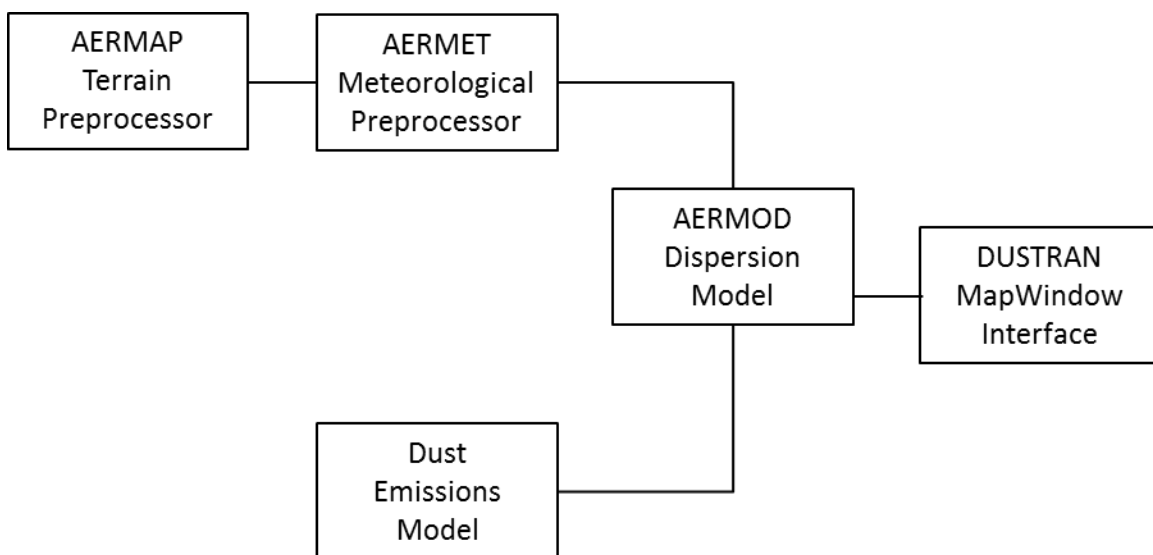 AERMAP
Terrain
Preprocessor
AERMET
Meteorological
Preprocessor
AERMOD
Dispersion
Model
DUSTRAN
MapWindow
Interface
Dust
Emissions
Model